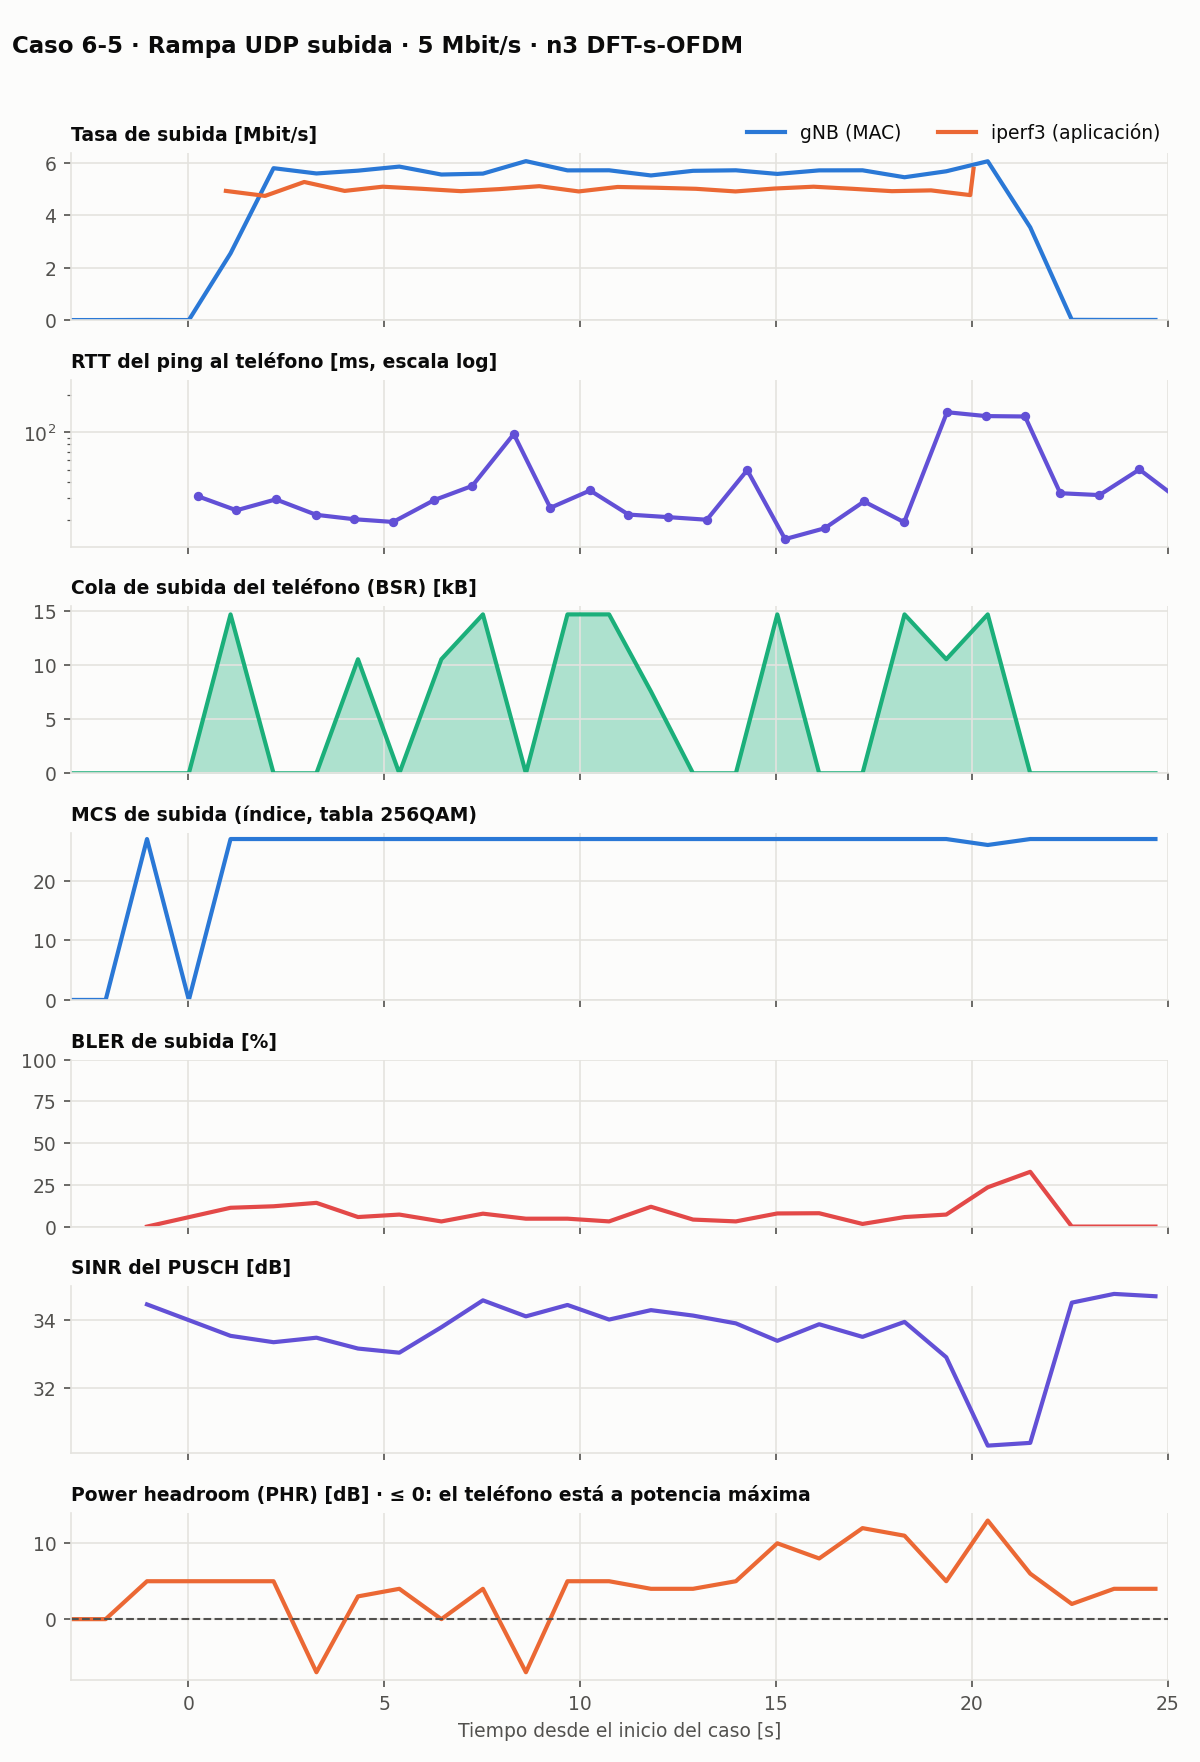 Caso 6-5 · Rampa UDP subida · 5 Mbit/s · n3 DFT-s-OFDM
Tasa de subida [Mbit/s]
gNB (MAC)
iperf3 (aplicación)
6
4
2
0
RTT del ping al teléfono [ms, escala log]
10²
Cola de subida del teléfono (BSR) [kB]
15
10
5
0
MCS de subida (índice, tabla 256QAM)
20
10
0
BLER de subida [%]
100
75
50
25
0
SINR del PUSCH [dB]
34
32
Power headroom (PHR) [dB] · ≤ 0: el teléfono está a potencia máxima
10
0
0 5 10 15 20 25
Tiempo desde el inicio del caso [s]